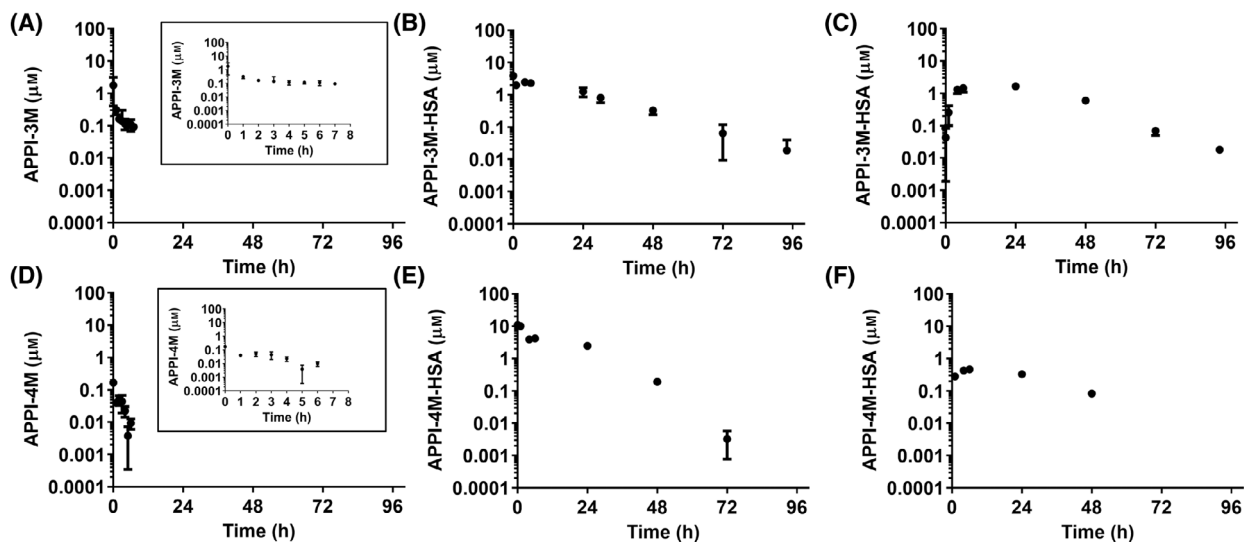 (A)
APPI-3M (µM)
100
10
1
0.1
0.01
0.001
0.0001
0 24 48 72 96
Time (h)
APPI-3M (µM)
100
10
1
0.1
0.01
0.001
0.0001
0 1 2 3 4 5 6 7 8
Time (h)
(B)
APPI-3M-HSA (µM)
100
10
1
0.1
0.01
0.001
0.0001
0 24 48 72 96
Time (h)
(C)
APPI-3M-HSA (µM)
100
10
1
0.1
0.01
0.001
0.0001
0 24 48 72 96
Time (h)
(D)
APPI-4M (µM)
100
10
1
0.1
0.01
0.001
0.0001
0 24 48 72 96
Time (h)
APPI-4M (µM)
100
10
1
0.1
0.01
0.001
0.0001
0 1 2 3 4 5 6 7 8
Time (h)
(E)
APPI-4M-HSA (µM)
100
10
1
0.1
0.01
0.001
0.0001
0 24 48 72 96
Time (h)
(F)
APPI-4M-HSA (µM)
100
10
1
0.1
0.01
0.001
0.0001
0 24 48 72 96
Time (h)